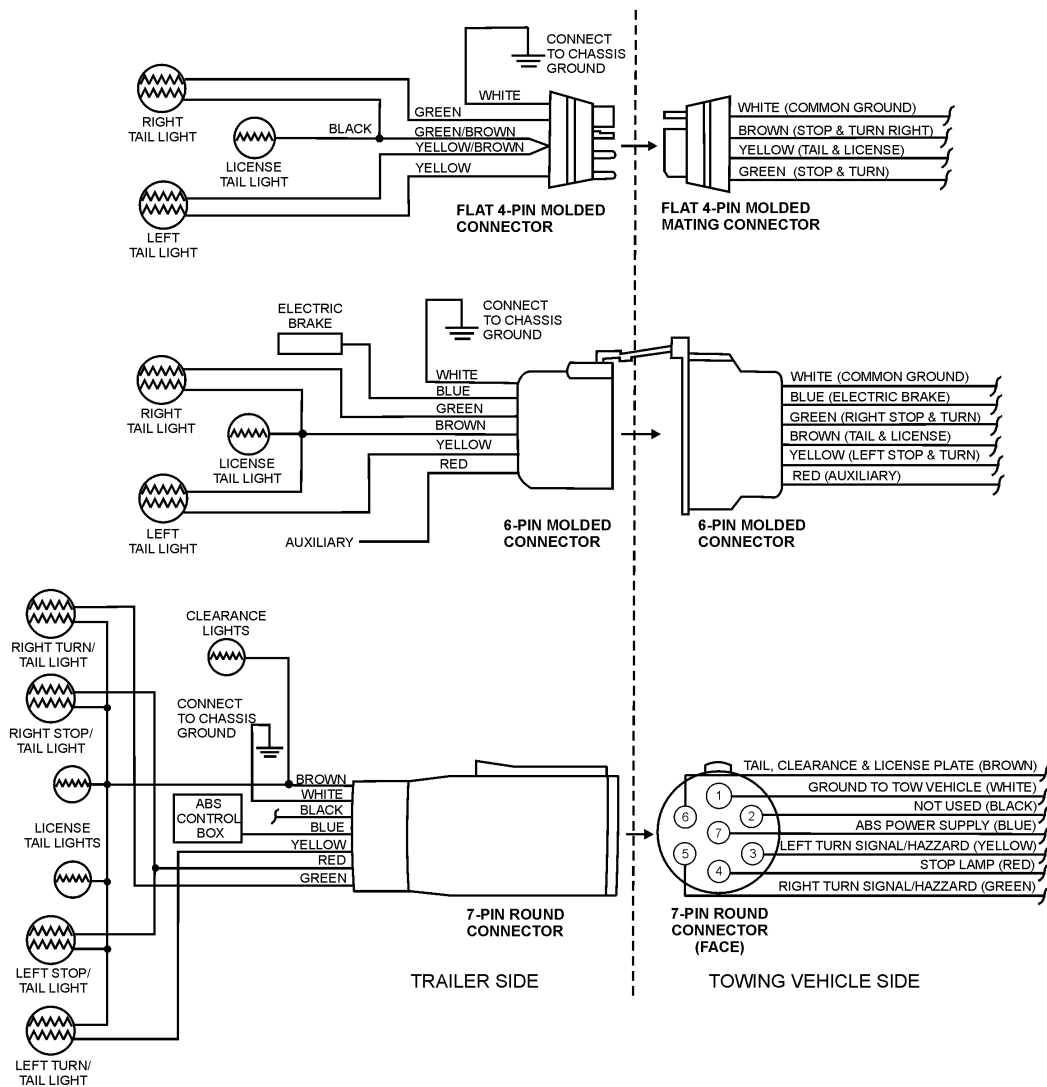 CONNECT
TO CHASSIS
GROUND
WHITE
GREEN
BLACK
GREEN/BROWN
YELLOW/BROWN
YELLOW
RIGHT
TAIL LIGHT
LICENSE
TAIL LIGHT
LEFT
TAIL LIGHT
FLAT 4-PIN MOLDED
CONNECTOR
WHITE (COMMON GROUND)
BROWN (STOP & TURN RIGHT)
YELLOW (TAIL & LICENSE)
GREEN (STOP & TURN)
FLAT 4-PIN MOLDED
MATING CONNECTOR
ELECTRIC
BRAKE
CONNECT
TO CHASSIS
GROUND
WHITE
BLUE
GREEN
BROWN
YELLOW
RED
RIGHT
TAIL LIGHT
LICENSE
TAIL LIGHT
LEFT
TAIL LIGHT
AUXILIARY
6-PIN MOLDED
CONNECTOR
WHITE (COMMON GROUND)
BLUE (ELECTRIC BRAKE)
GREEN (RIGHT STOP & TURN)
BROWN (TAIL & LICENSE)
YELLOW (LEFT STOP & TURN)
RED (AUXILIARY)
6-PIN MOLDED
CONNECTOR
RIGHT TURN/
TAIL LIGHT
RIGHT STOP/
TAIL LIGHT
LICENSE
TAIL LIGHTS
LEFT STOP/
TAIL LIGHT
LEFT TURN/
TAIL LIGHT
CLEARANCE
LIGHTS
CONNECT
TO CHASSIS
GROUND
ABS
CONTROL
BOX
BROWN
WHITE
BLACK
BLUE
YELLOW
RED
GREEN
7-PIN ROUND
CONNECTOR
TAIL, CLEARANCE & LICENSE PLATE (BROWN)
GROUND TO TOW VEHICLE (WHITE)
NOT USED (BLACK)
ABS POWER SUPPLY (BLUE)
LEFT TURN SIGNAL/HAZZARD (YELLOW)
STOP LAMP (RED)
RIGHT TURN SIGNAL/HAZZARD (GREEN)
1
6
2
7
5
3
4
7-PIN ROUND
CONNECTOR
(FACE)
TRAILER SIDE
TOWING VEHICLE SIDE